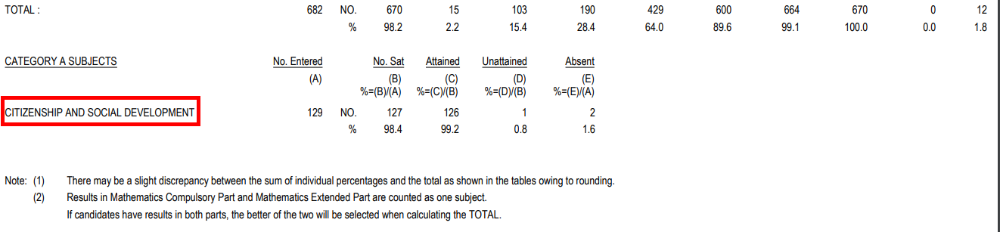 TOTAL : 682 NO. 670 15 103 190 429 600 664 670 0 12
% 98.2 2.2 15.4 28.4 64.0 89.6 99.1 100.0 0.0 1.8
CATEGORY A SUBJECTS No. Entered No. Sat Attained Unattained Absent
(A) (B) (C) (D) (E)
%=(B)/(A) %=(C)/(B) %=(D)/(B) %=(E)/(A)
CITIZENSHIP AND SOCIAL DEVELOPMENT 129 NO. 127 126 1 2
% 98.4 99.2 0.8 1.6
Note: (1) There may be a slight discrepancy between the sum of individual percentages and the total as shown in the tables owing to rounding.
(2) Results in Mathematics Compulsory Part and Mathematics Extended Part are counted as one subject.
If candidates have results in both parts, the better of the two will be selected when calculating the TOTAL.